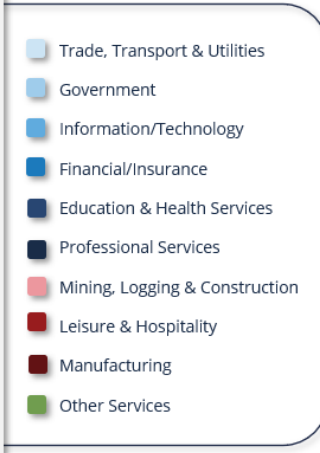 Trade, Transport & Utilities
Government
Information/Technology
Financial/Insurance
Education & Health Services
Professional Services
Mining, Logging & Construction
Leisure & Hospitality
Manufacturing
Other Services